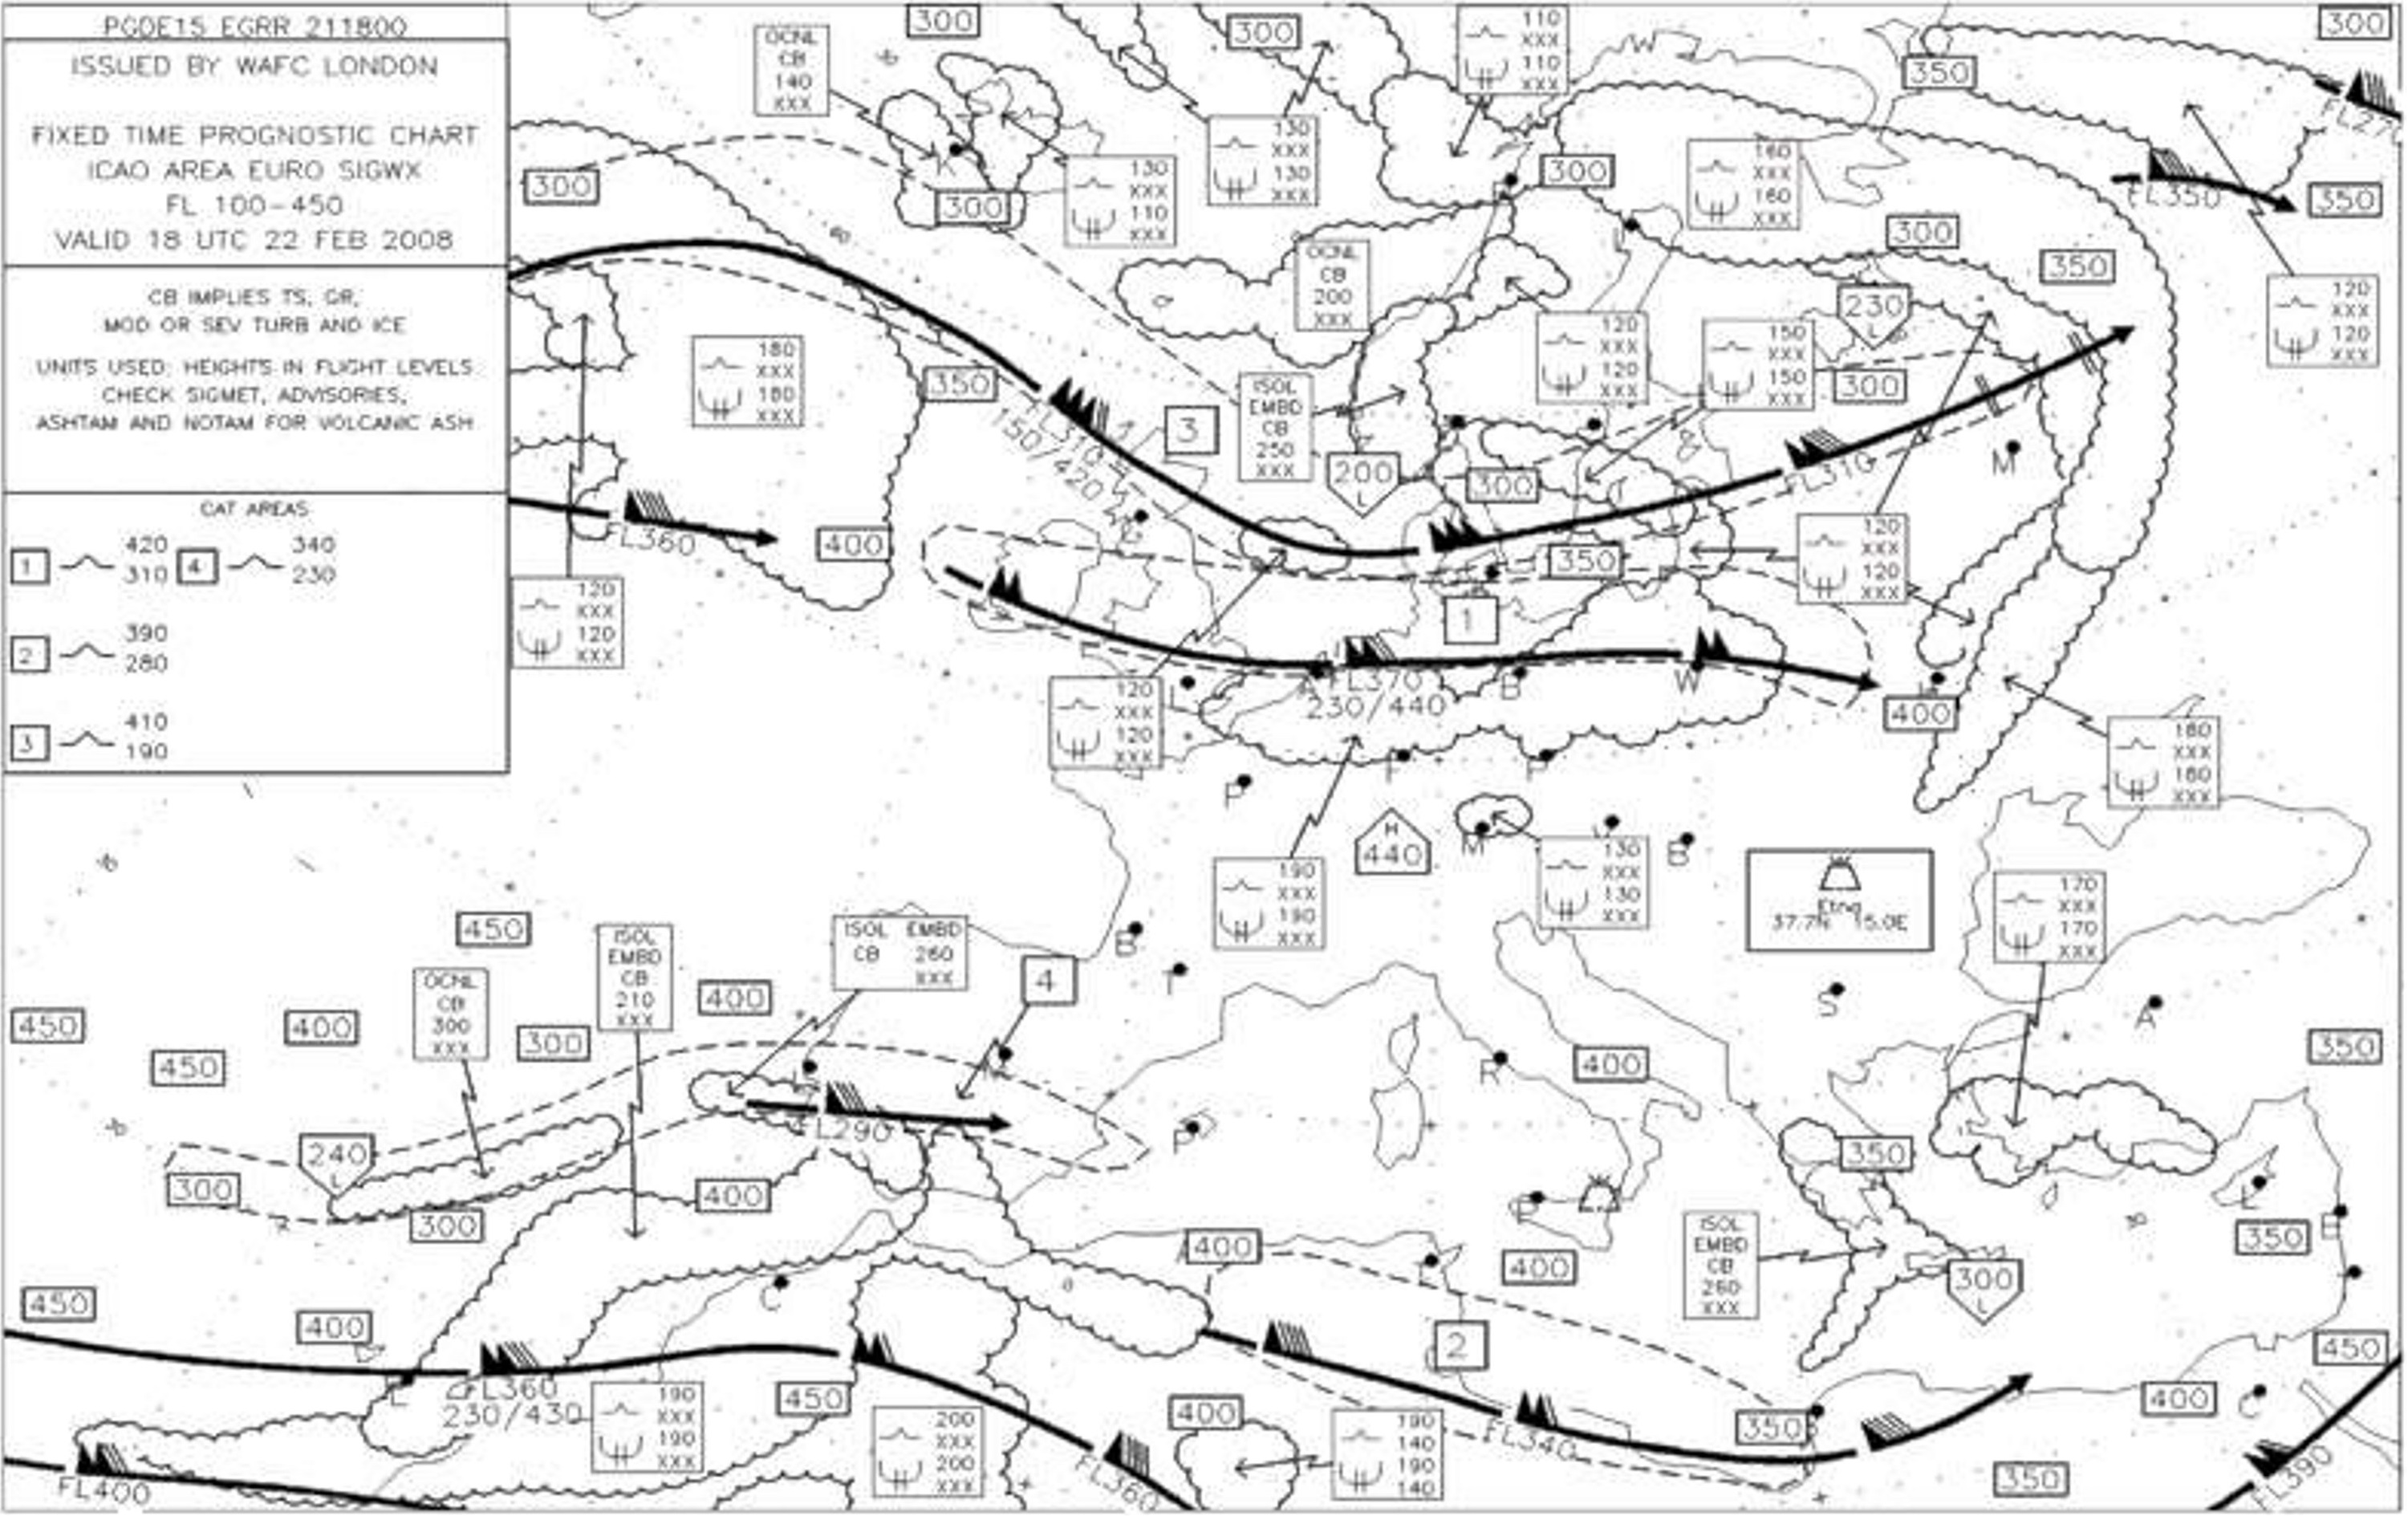 PGDE15 EGRR 211800
ISSUED BY WAFC LONDON
FIXED TIME PROGNOSTIC CHART
ICAO AREA EURO SIGWX
FL 100-450
VALID 18 UTC 22 FEB 2008
CB IMPLIES TS, GR,
MOD OR SEV TURB AND ICE
UNITS USED: HEIGHTS IN FLIGHT LEVELS
CHECK SIGMET, ADVISORIES,
ASHTAM AND NOTAM FOR VOLCANIC ASH
CAT AREAS
1 420 310
4 340 230
2 390 280
3 410 190
OCNL
CB
140
XXX
300
300
110
XXX
110
XXX
350
300
300
130
XXX
110
XXX
130
XXX
130
XXX
300
300
160
XXX
160
XXX
FL350
350
60
OCNL
CB
200
XXX
300
350
230
L
120
XXX
120
XXX
180
XXX
180
XXX
350
FL310
150/420
3
ISOL
EMBD
CB
250
XXX
200
L
120
XXX
120
XXX
150
XXX
150
XXX
300
300
FL310
M
FL360
400
120
XXX
120
XXX
350
1
120
XXX
120
XXX
120
XXX
120
XXX
FL370
230/440
B
W
400
180
XXX
180
XXX
P
H
440
M
130
XXX
130
XXX
B
190
XXX
190
XXX
Etna
37.7N 15.0E
170
XXX
170
XXX
450
OCNL
CB
300
XXX
ISOL
EMBD
CB
210
XXX
ISOL EMBD
CB 260
XXX
4
B
T
S
A
450
400
450
300
400
R
400
350
FL290
P
240
L
300
300
400
350
L
400
400
ISOL
EMBD
CB
260
XXX
300
L
350
B
450
400
C
2
450
FL360
230/430
190
XXX
190
XXX
450
200
XXX
200
XXX
FL360
400
190
140
190
140
FL340
350
400
350
FL390
FL400